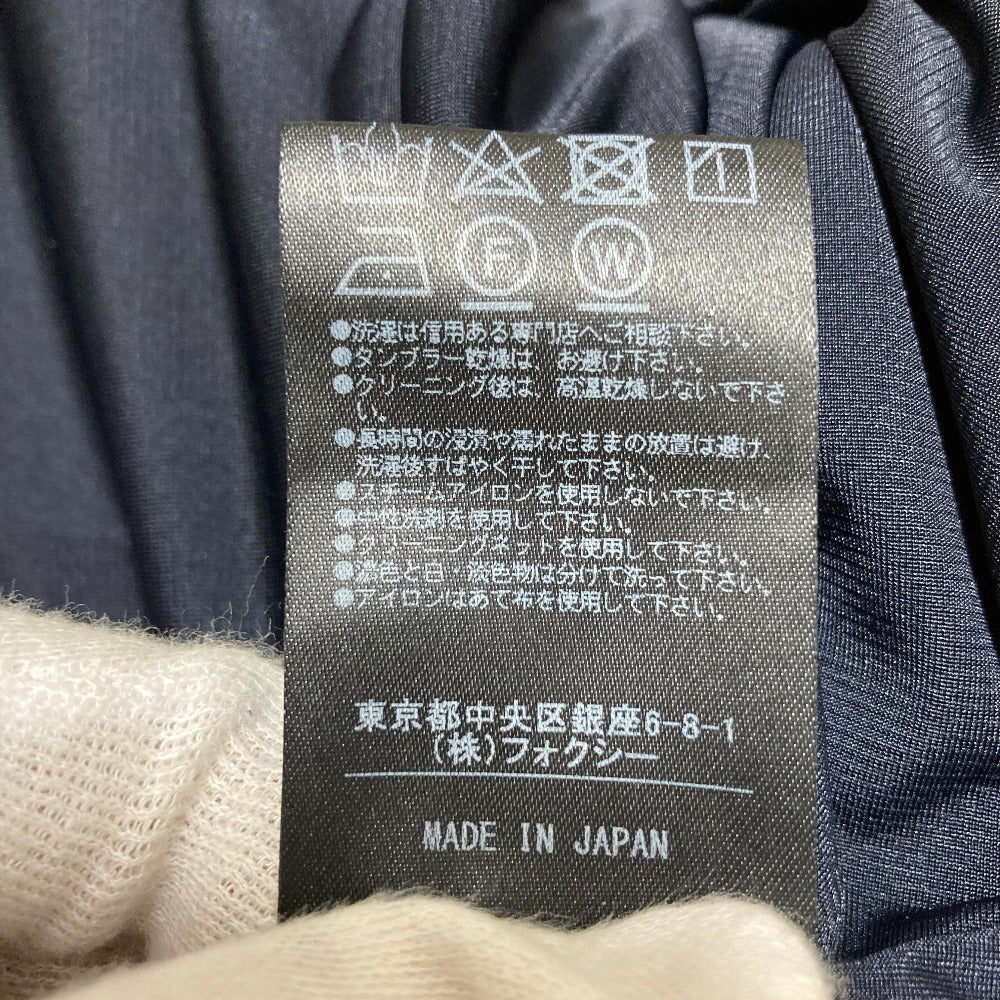 F W
●洗濯は信用ある専門店へご相談下さい。
●タンブラー乾燥は お避け下さい。
●クリーニング後は、高温乾燥しないで下さ
い。
●長時間の浸漬や濡れたままの放置は避け、
洗濯後すばやく干して下さい。
●スチームアイロンを使用しないで下さい。
●中性洗剤を使用して下さい。
●クリーニングネットを使用して下さい。
●濃色と白、淡色物は分けて洗って下さい。
●アイロンはあて布を使用して下さい。
東京都中央区銀座6-8-1
(株)フォクシー
MADE IN JAPAN